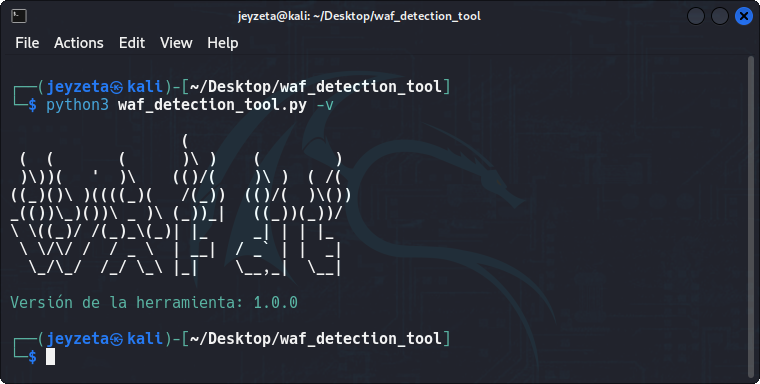 jeyzeta@kali: ~/Desktop/waf_detection_tool
File Actions Edit View Help
┌──(jeyzeta㉿kali)-[~/Desktop/waf_detection_tool]
└─$ python3 waf_detection_tool.py -v
                   (
 (  (       (      )\ )    (        )
 )\))(   '  )\    (()/(    )\ )  ( /(
((_)()\ )((((_)(   /(_))  (()/(  )\())
_(())\_)())\ _ )\ (_))_|   ((_))(_))/
\ \((_)/ /(_)_\(_)| |_     _| | | |_
 \ \/\/ /  / _ \  | __|  / _` | |  _|
  \_/\_/  /_/ \_\ |_|    \__,_|  \__|
Versión de la herramienta: 1.0.0
┌──(jeyzeta㉿kali)-[~/Desktop/waf_detection_tool]
└─$